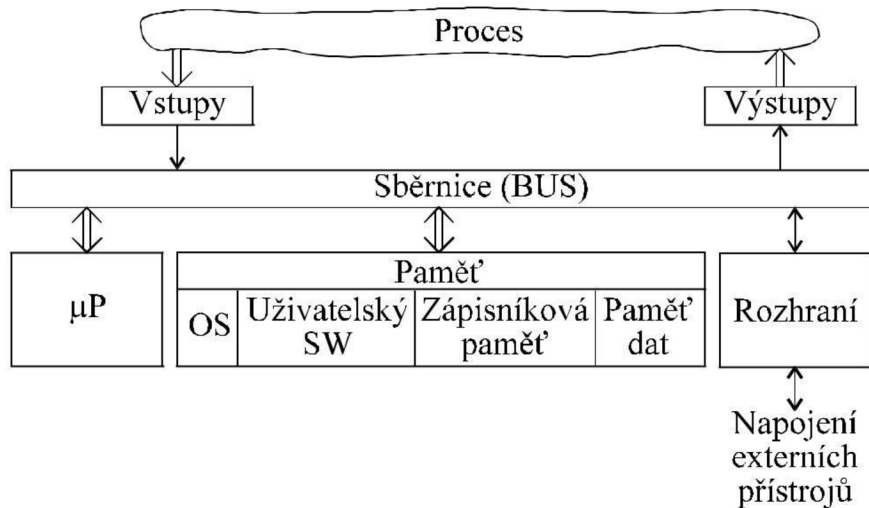 Proces
Vstupy
Výstupy
Sběrnice (BUS)
μP
Paměť
OS
Uživatelský
SW
Zápisníková
paměť
Paměť
dat
Rozhraní
Napojení
externích
přístrojů